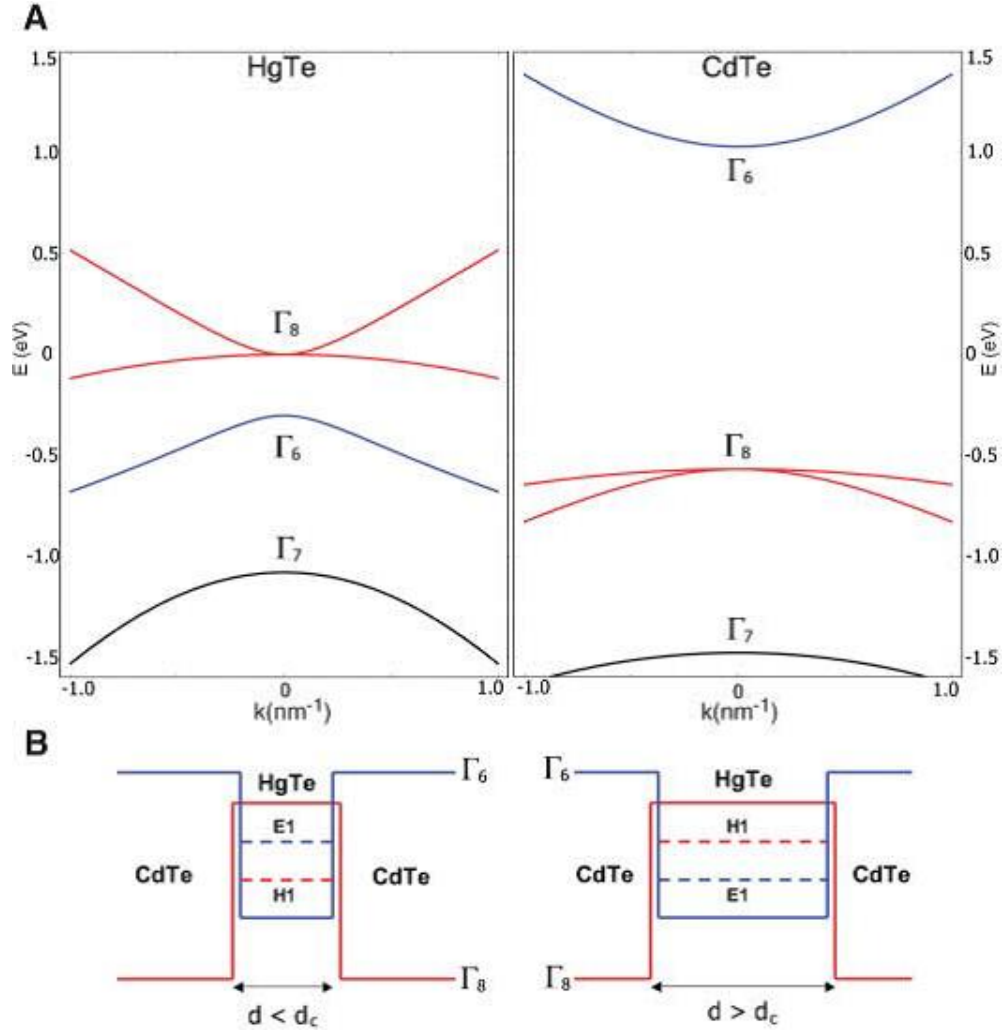 A
HgTe
CdTe
1.5
1.0
0.5
0
-0.5
-1.0
-1.5
E (eV)
Γ₈
Γ₆
Γ₇
-1.0
0
1.0
k(nm⁻¹)
Γ₆
Γ₈
Γ₇
-1.0
0
1.0
k(nm⁻¹)
1.5
1.0
0.5
0
-0.5
-1.0
-1.5
E (eV)
B
HgTe
Γ₆
E1
CdTe
CdTe
H1
Γ₈
d < d꜀
Γ₆
HgTe
H1
CdTe
CdTe
E1
Γ₈
d > d꜀